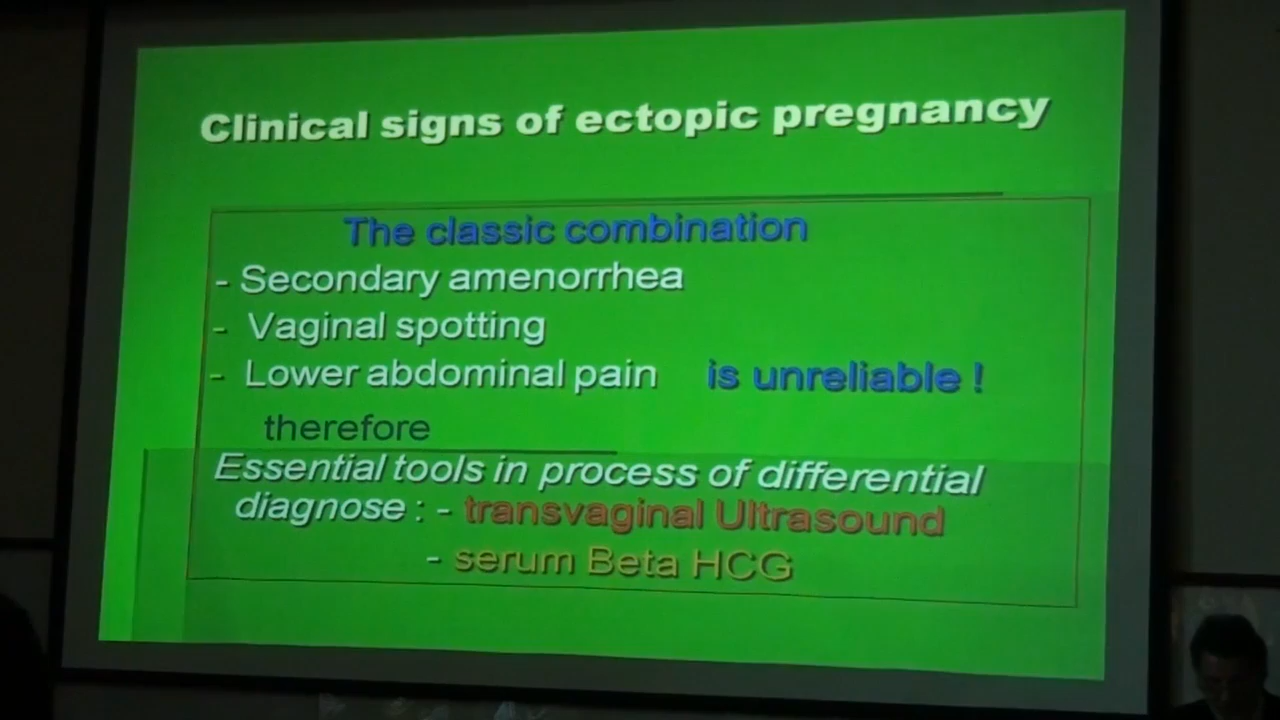 Clinical signs of ectopic pregnancy
The classic combination
- Secondary amenorrhea
- Vaginal spotting
- Lower abdominal pain is unreliable !
therefore
Essential tools in process of differential
diagnose : - transvaginal Ultrasound
- serum Beta HCG